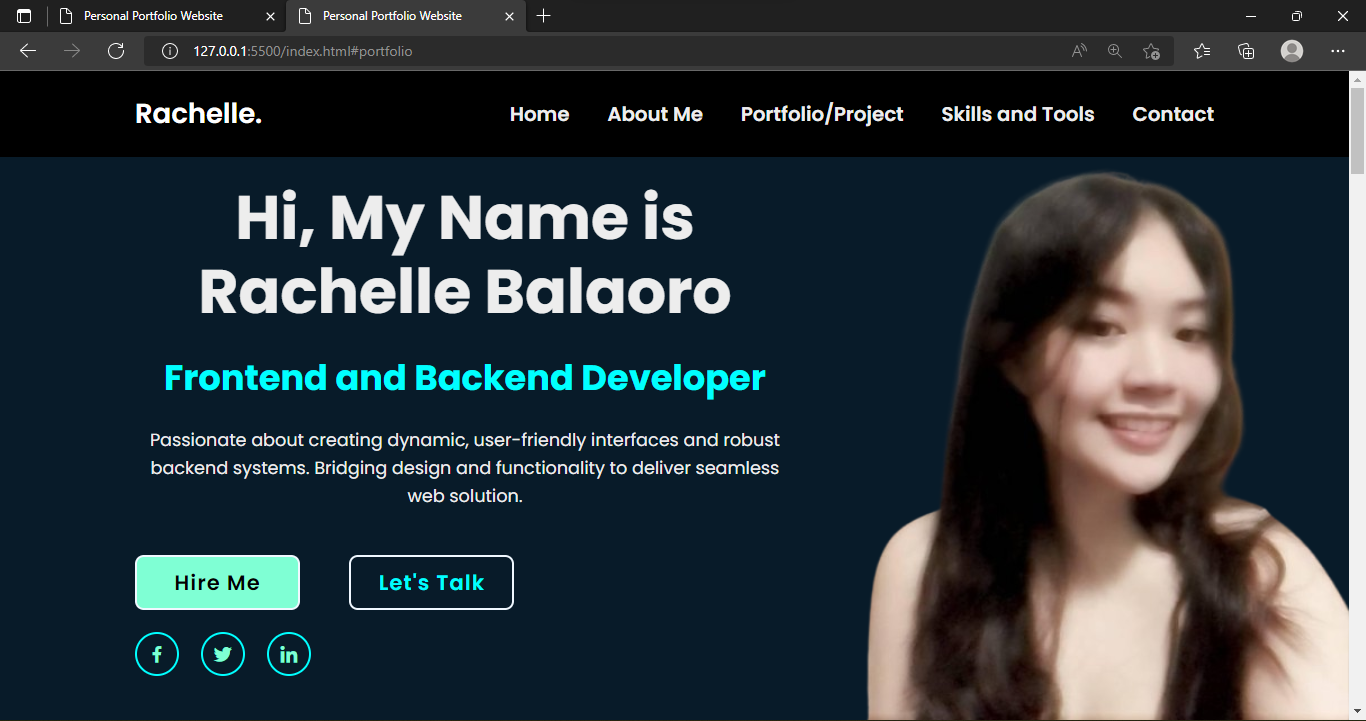 Personal Portfolio Website
Personal Portfolio Website
127.0.0.1:5500/index.html#portfolio
Rachelle.
Home
About Me
Portfolio/Project
Skills and Tools
Contact
Hi, My Name is
Rachelle Balaoro
Frontend and Backend Developer
Passionate about creating dynamic, user-friendly interfaces and robust
backend systems. Bridging design and functionality to deliver seamless
web solution.
Hire Me
Let's Talk